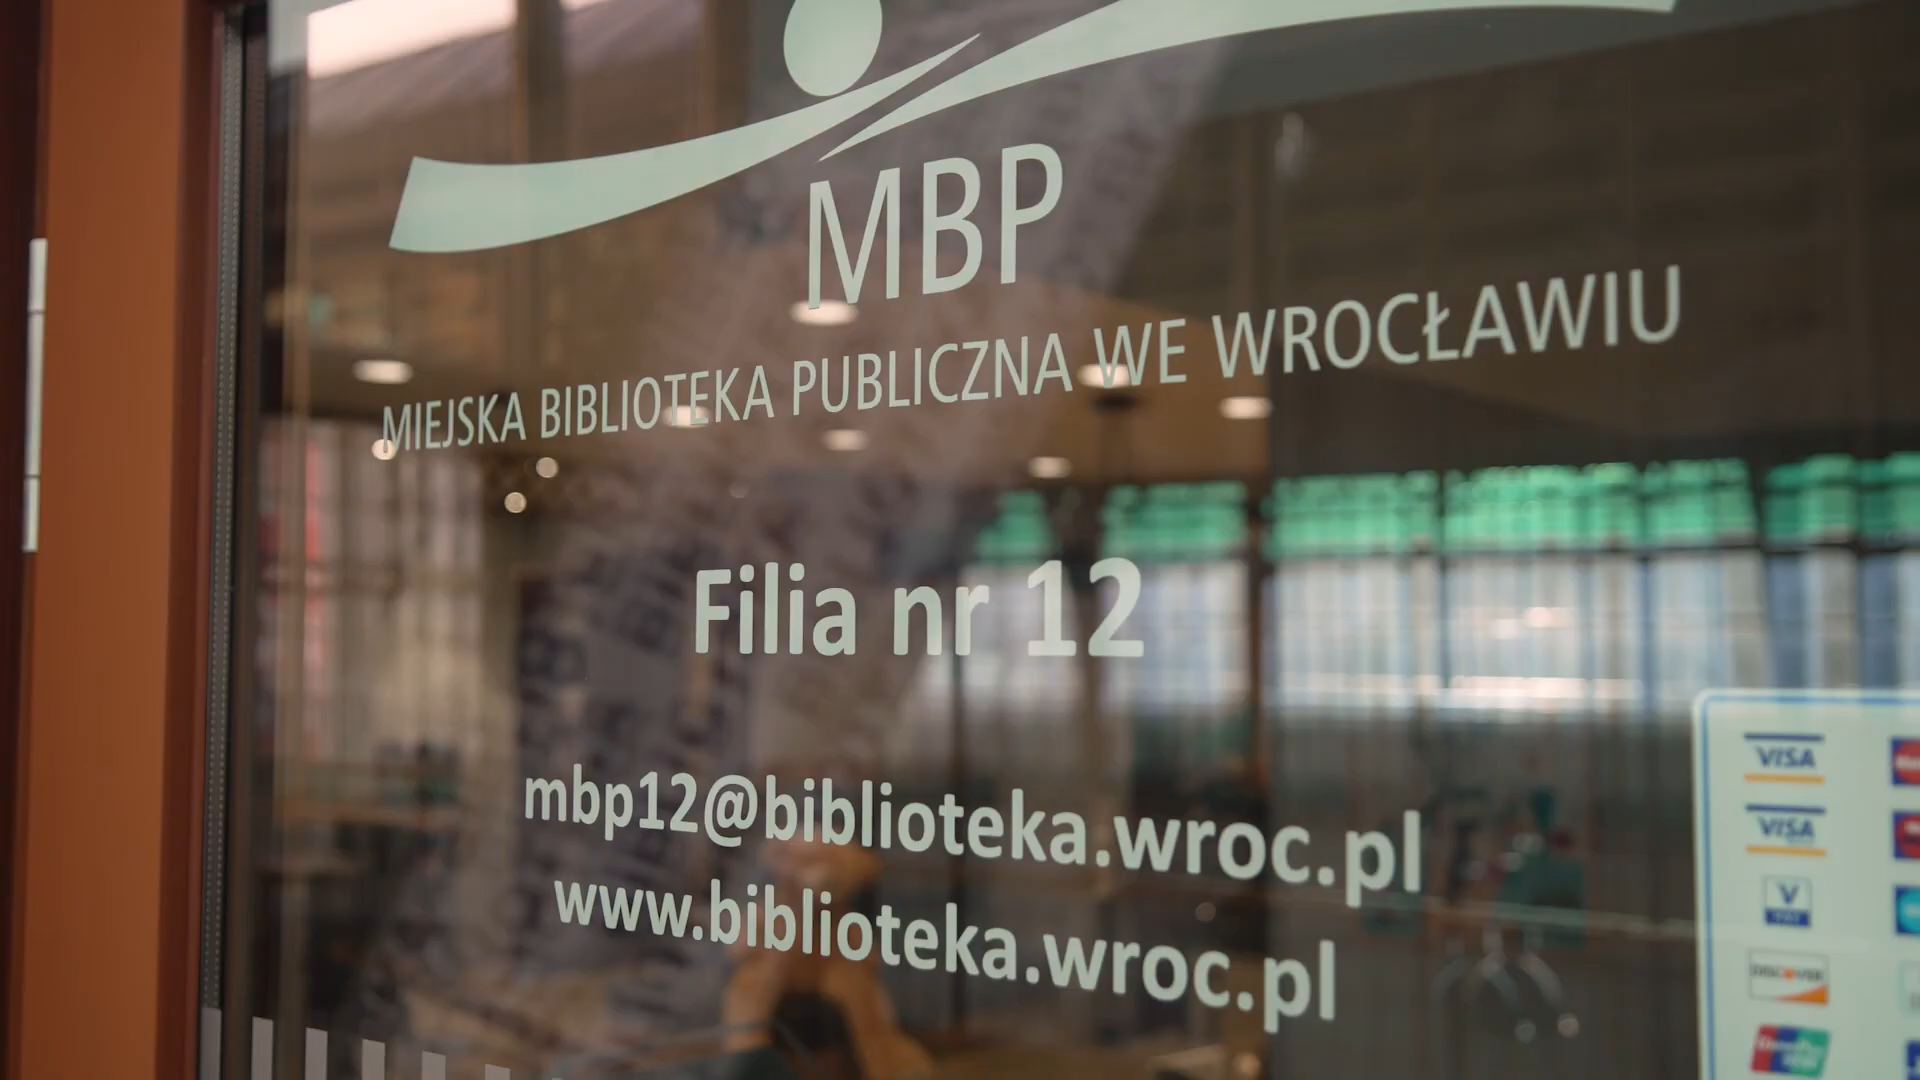 MBP
MIEJSKA BIBLIOTEKA PUBLICZNA WE WROCŁAWIU
Filia nr 12
mbp12@biblioteka.wroc.pl
www.biblioteka.wroc.pl
VISA
VISA
V
DISCOVER